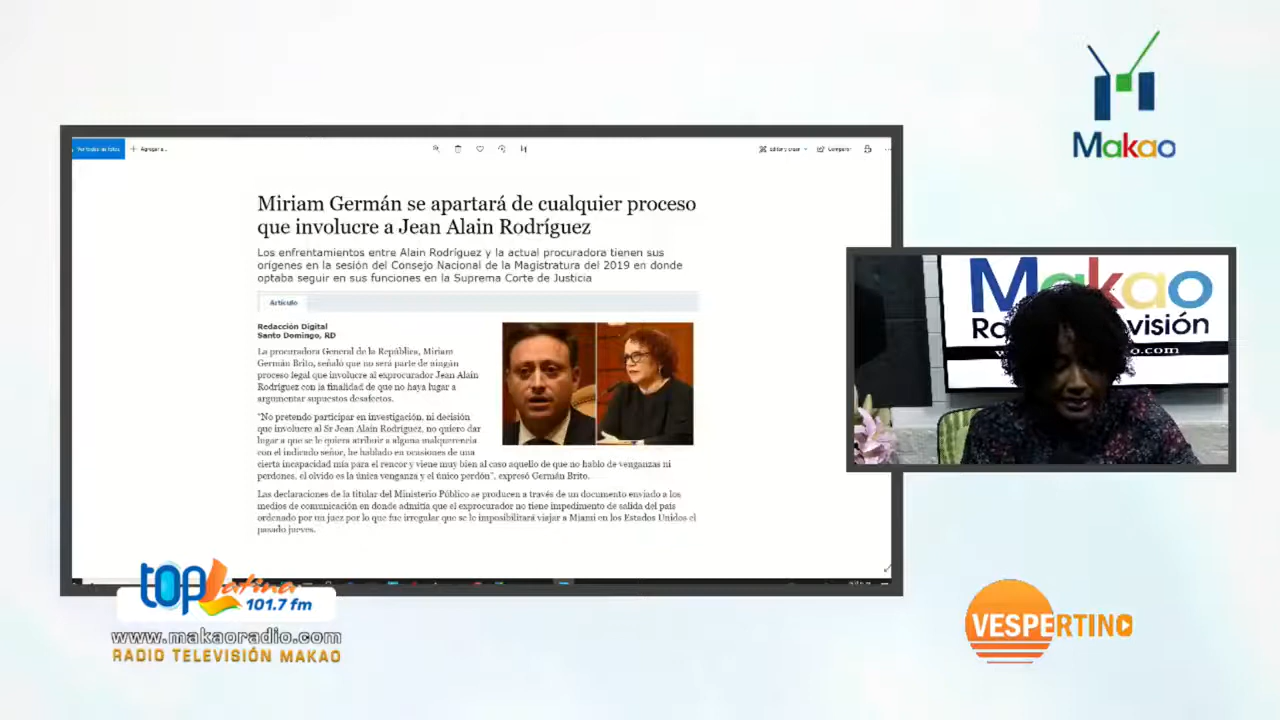 Makao
Ver todas las fotos
Agregar a...
Editar y crear
Compartir
Miriam Germán se apartará de cualquier proceso
que involucre a Jean Alain Rodríguez
Los enfrentamientos entre Alain Rodríguez y la actual procuradora tienen sus
orígenes en la sesión del Consejo Nacional de la Magistratura del 2019 en donde
optaba seguir en sus funciones en la Suprema Corte de Justicia
Artículo
Redacción Digital
Santo Domingo, RD
La procuradora General de la República, Miriam
Germán Brito, señaló que no será parte de ningún
proceso legal que involucre al exprocurador Jean Alain
Rodríguez con la finalidad de que no haya lugar a
argumentar supuestos desafectos.
"No pretendo participar en investigación, ni decisión
que involucre al Sr Jean Alain Rodríguez, no quiero dar
lugar a que se le quiera atribuir a alguna malquerencia
con el indicado señor, he hablado en ocasiones de una
cierta incapacidad mía para el rencor y viene muy bien al caso aquello de que no hablo de venganzas ni
perdones, el olvido es la única venganza y el único perdón", expresó Germán Brito.
Las declaraciones de la titular del Ministerio Público se producen a través de un documento enviado a los
medios de comunicación en donde admitía que el exprocurador no tiene impedimento de salida del país
ordenado por un juez por lo que fue irregular que se le imposibilitará viajar a Miami en los Estados Unidos el
pasado jueves.
Makao
visión
.com
top Latina
101.7 fm
www.makaoradio.com
RADIO TELEVISIÓN MAKAO
VESPERTINO